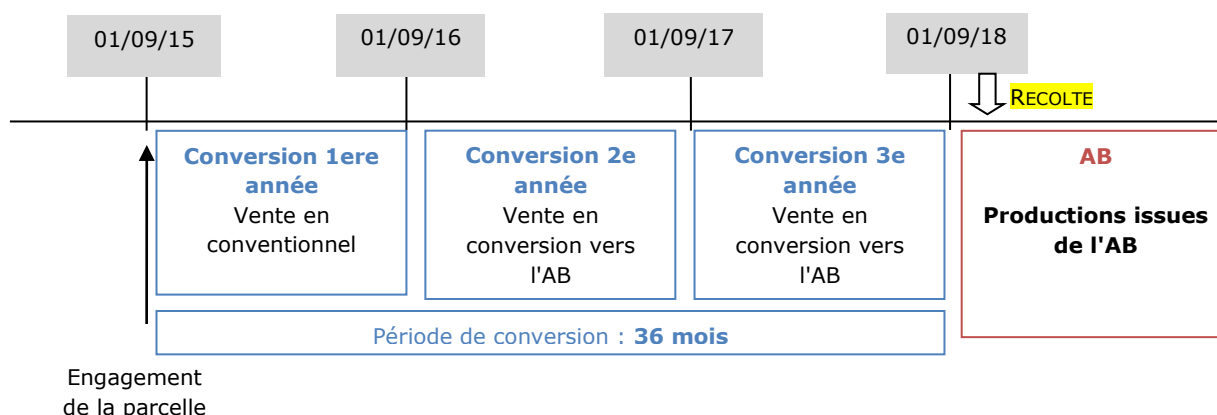 01/09/15
01/09/16
01/09/17
01/09/18
RECOLTE
Conversion 1ere
année
Vente en
conventionnel
Conversion 2e
année
Vente en
conversion vers
l'AB
Conversion 3e
année
Vente en
conversion vers
l'AB
AB
Productions issues
de l'AB
Période de conversion : 36 mois
Engagement
de la parcelle